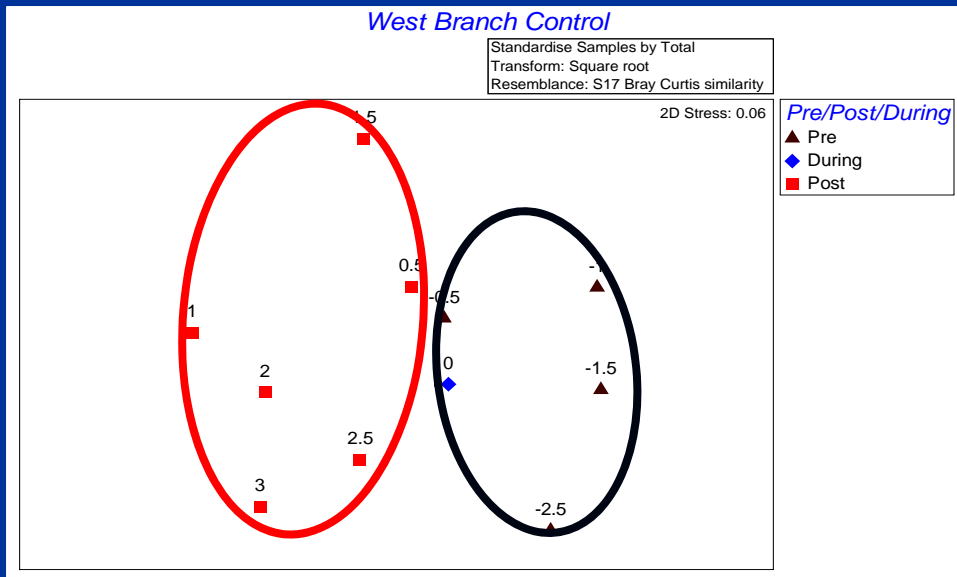 West Branch Control
Standardise Samples by Total
Transform: Square root
Resemblance: S17 Bray Curtis similarity
2D Stress: 0.06
Pre/Post/During
Pre
During
Post
0.5
-0.5
1
0
2
-1.5
2.5
3
-2.5